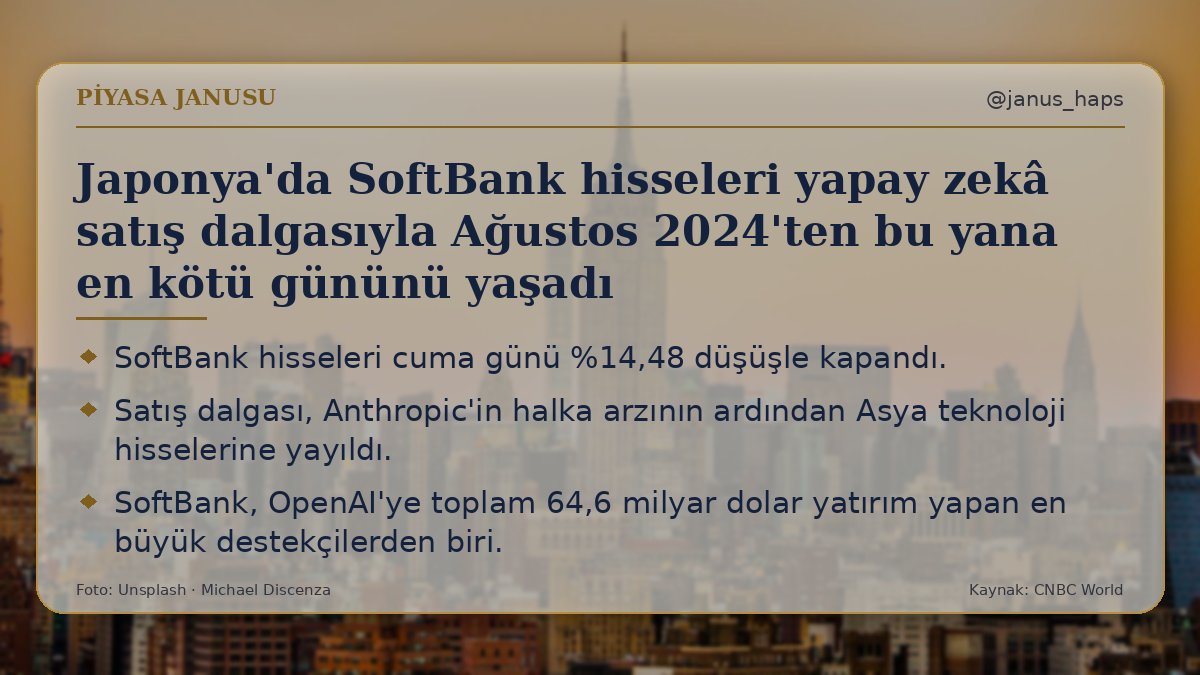 PİYASA JANUSU
@janus_haps
Japonya'da SoftBank hisseleri yapay zekâ
satış dalgasıyla Ağustos 2024'ten bu yana
en kötü gününü yaşadı
SoftBank hisseleri cuma günü %14,48 düşüşle kapandı.
Satış dalgası, Anthropic'in halka arzının ardından Asya teknoloji
hisselerine yayıldı.
SoftBank, OpenAI'ye toplam 64,6 milyar dolar yatırım yapan en
büyük destekçilerden biri.
Foto: Unsplash · Michael Discenza
Kaynak: CNBC World